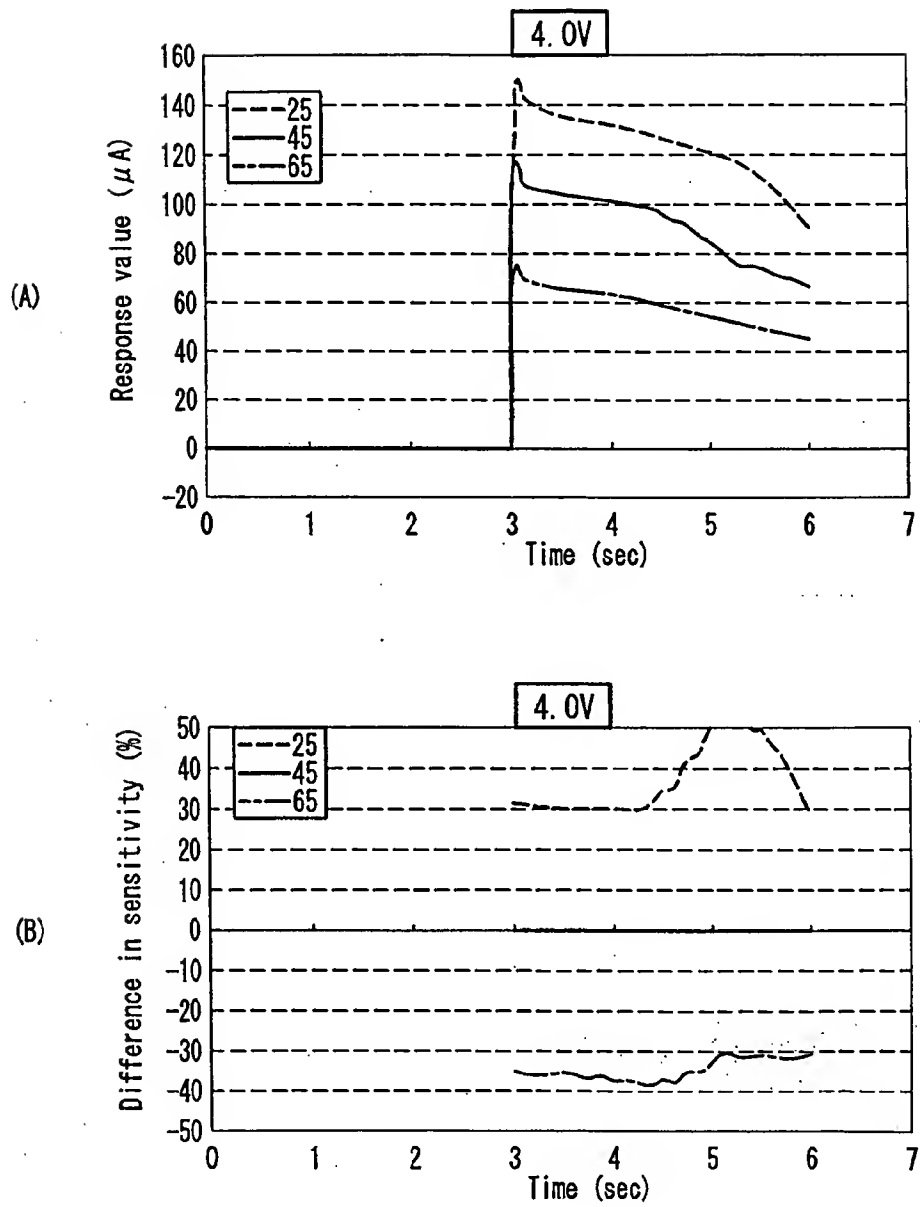 (A)
4.0V
Response value (μA)
160
140
120
100
80
60
40
20
0
-20
25
45
65
0 1 2 3 4 5 6 7
Time (sec)
(B)
4.0V
Difference in sensitivity (%)
50
40
30
20
10
0
-10
-20
-30
-40
-50
25
45
65
0 1 2 3 4 5 6 7
Time (sec)